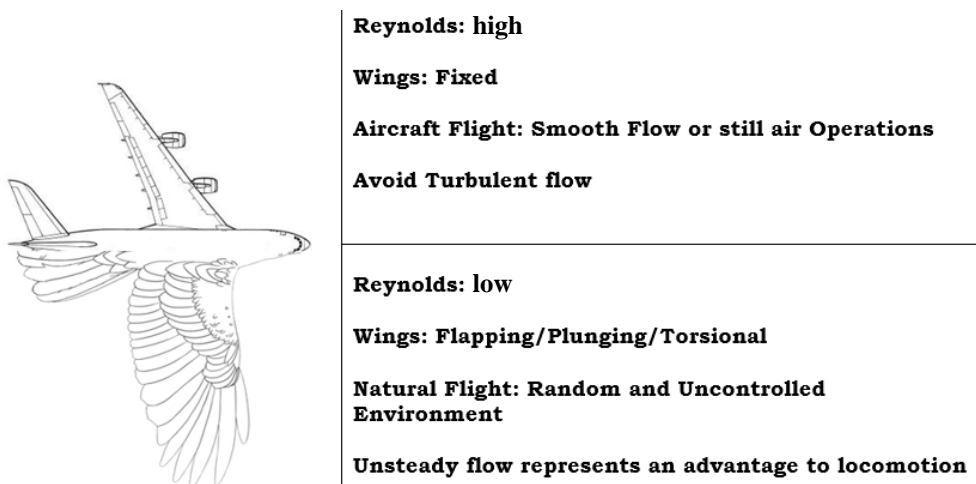 Reynolds: high
Wings: Fixed
Aircraft Flight: Smooth Flow or still air Operations
Avoid Turbulent flow
Reynolds: low
Wings: Flapping/Plunging/Torsional
Natural Flight: Random and Uncontrolled
Environment
Unsteady flow represents an advantage to locomotion